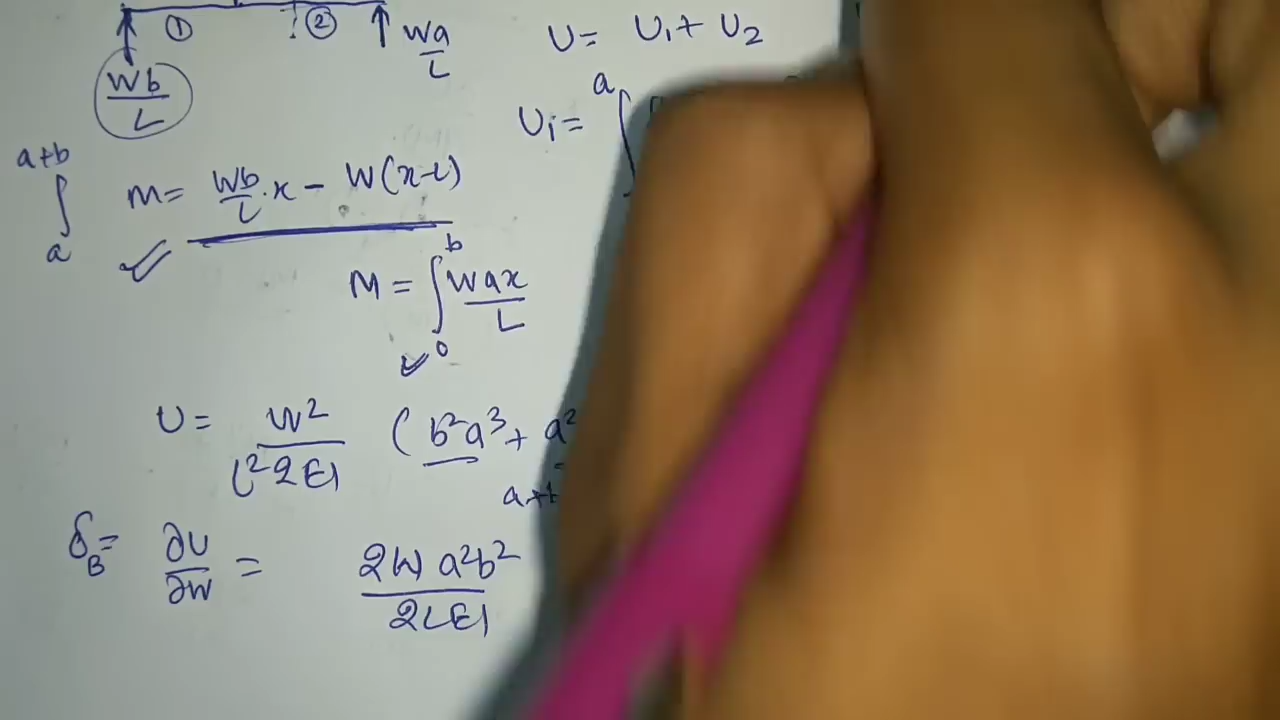 ① ② Wa/L
Wb/L
U = U₁ + U₂
U₁ = ∫ a
∫ a a+b M = Wb/L · x - W(x-L)
M = ∫ 0 b Wax/L
U = W²/L²2EI (b²a³ + a²
a+
δB = ∂U/∂W = 2W a²b²/2LEI